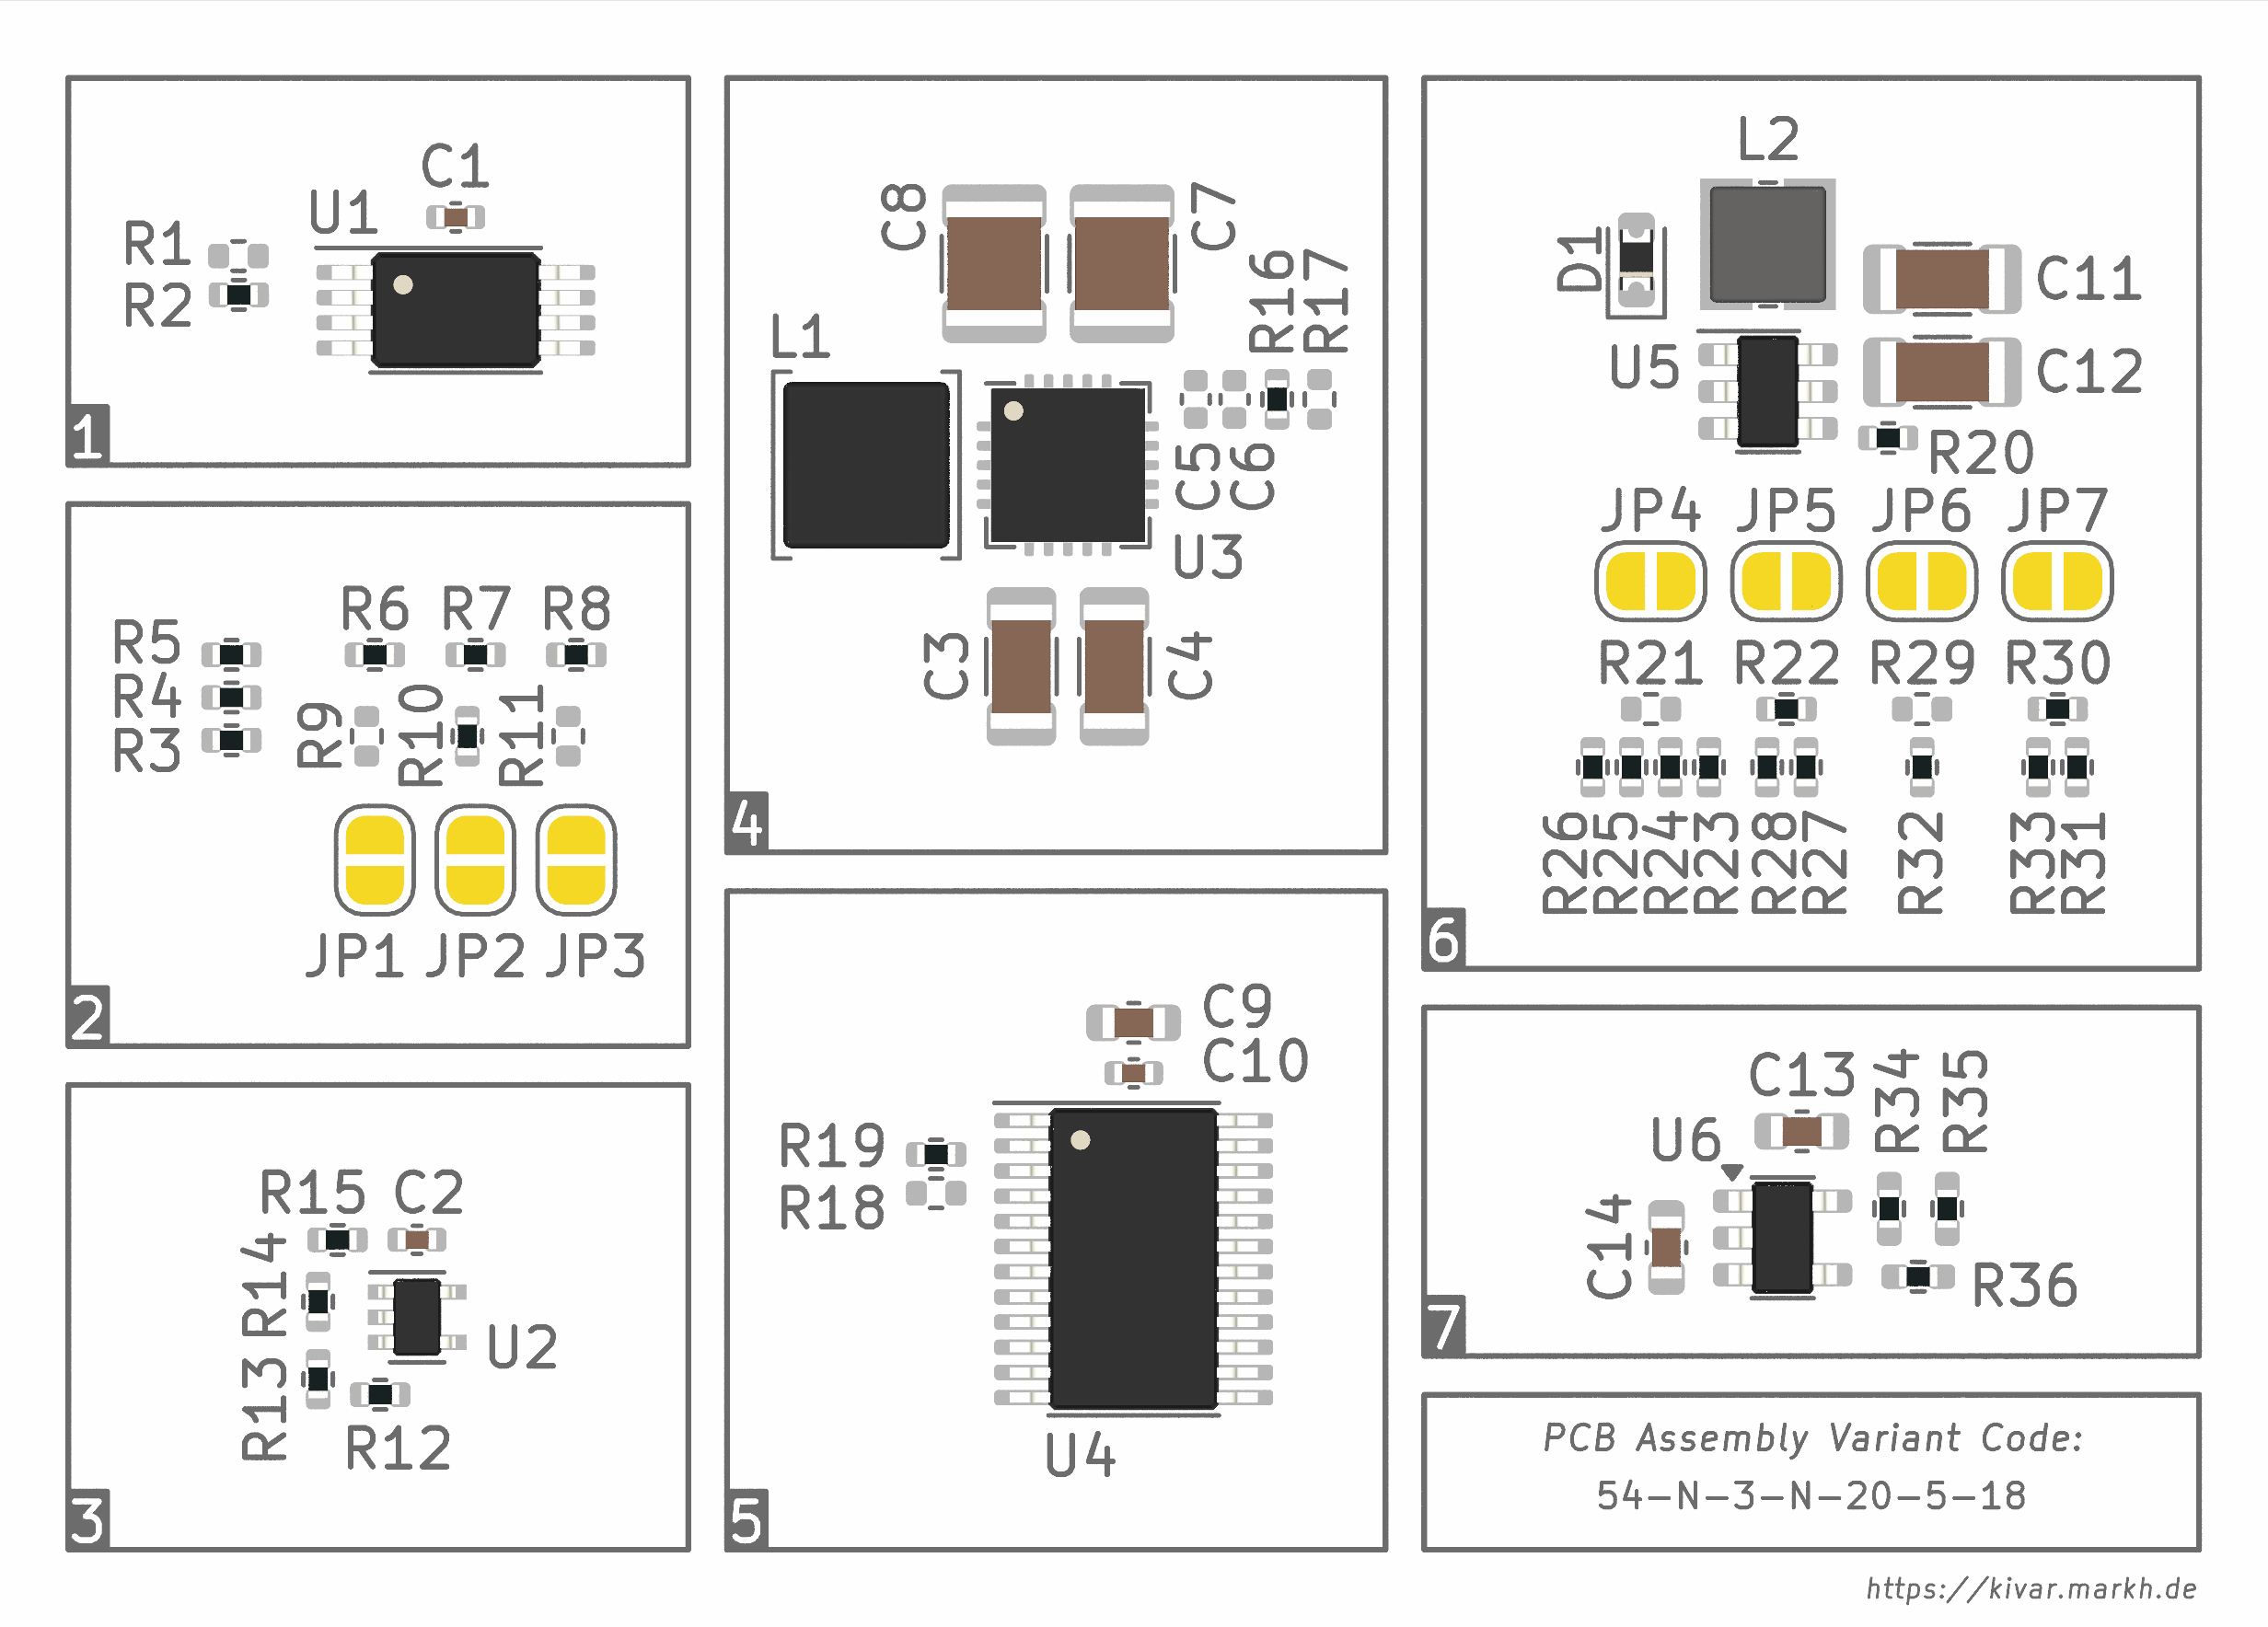 C1
U1
R1
R2
1
R6 R7 R8
R5
R4
R3
R9
R10
R11
JP1 JP2 JP3
2
R15 C2
R14
R13
U2
R12
3
C8
C7
R16
R17
L1
C5
C6
U3
C3
C4
4
C9
C10
R19
R18
U4
5
L2
D1
C11
U5
C12
R20
JP4 JP5 JP6 JP7
R21 R22 R29 R30
R26
R25
R24
R23
R28
R27
R32
R33
R31
6
C13
R34
R35
U6
C14
R36
7
PCB Assembly Variant Code:
54-N-3-N-20-5-18
https://kivar.markh.de